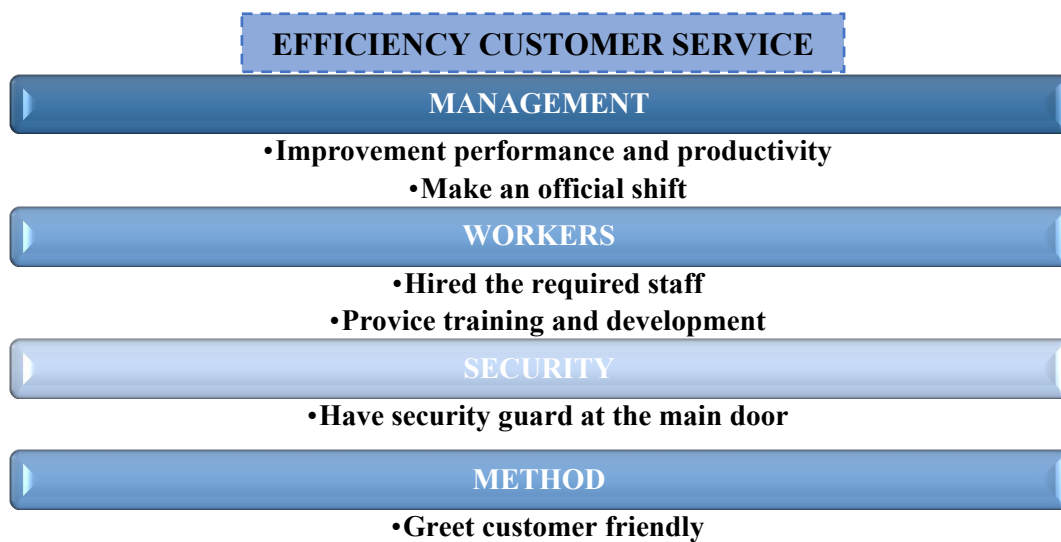 EFFICIENCY CUSTOMER SERVICE
MANAGEMENT
•Improvement performance and productivity
•Make an official shift
WORKERS
•Hired the required staff
•Provice training and development
SECURITY
•Have security guard at the main door
METHOD
•Greet customer friendly